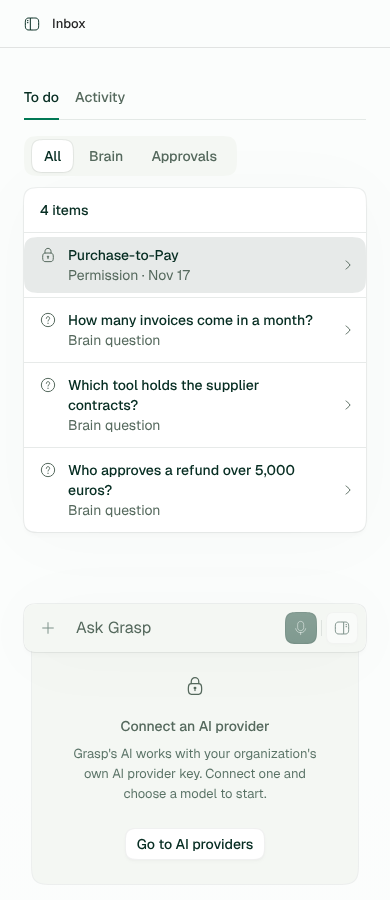 Inbox
To do
Activity
All
Brain
Approvals
4 items
Purchase-to-Pay
Permission · Nov 17
How many invoices come in a month?
Brain question
Which tool holds the supplier
contracts?
Brain question
Who approves a refund over 5,000
euros?
Brain question
Ask Grasp
Connect an AI provider
Grasp's AI works with your organization's
own AI provider key. Connect one and
choose a model to start.
Go to AI providers